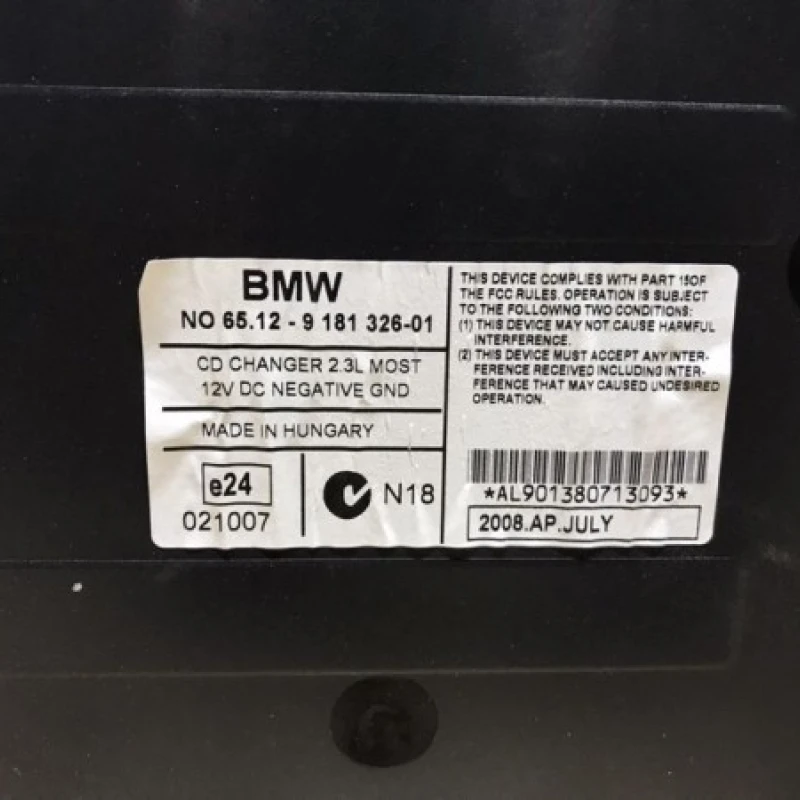 BMW
NO 65.12 - 9 181 326-01
CD CHANGER 2.3L MOST
12V DC NEGATIVE GND
MADE IN HUNGARY
e24
021007
N18
THIS DEVICE COMPLIES WITH PART 15OF
THE FCC RULES. OPERATION IS SUBJECT
TO THE FOLLOWING TWO CONDITIONS:
(1) THIS DEVICE MAY NOT CAUSE HARMFUL
INTERFERENCE.
(2) THIS DEVICE MUST ACCEPT ANY INTER-
FERENCE RECEIVED INCLUDING INTER-
FERENCE THAT MAY CAUSED UNDESIRED
OPERATION.
*AL901380713093*
2008.AP.JULY